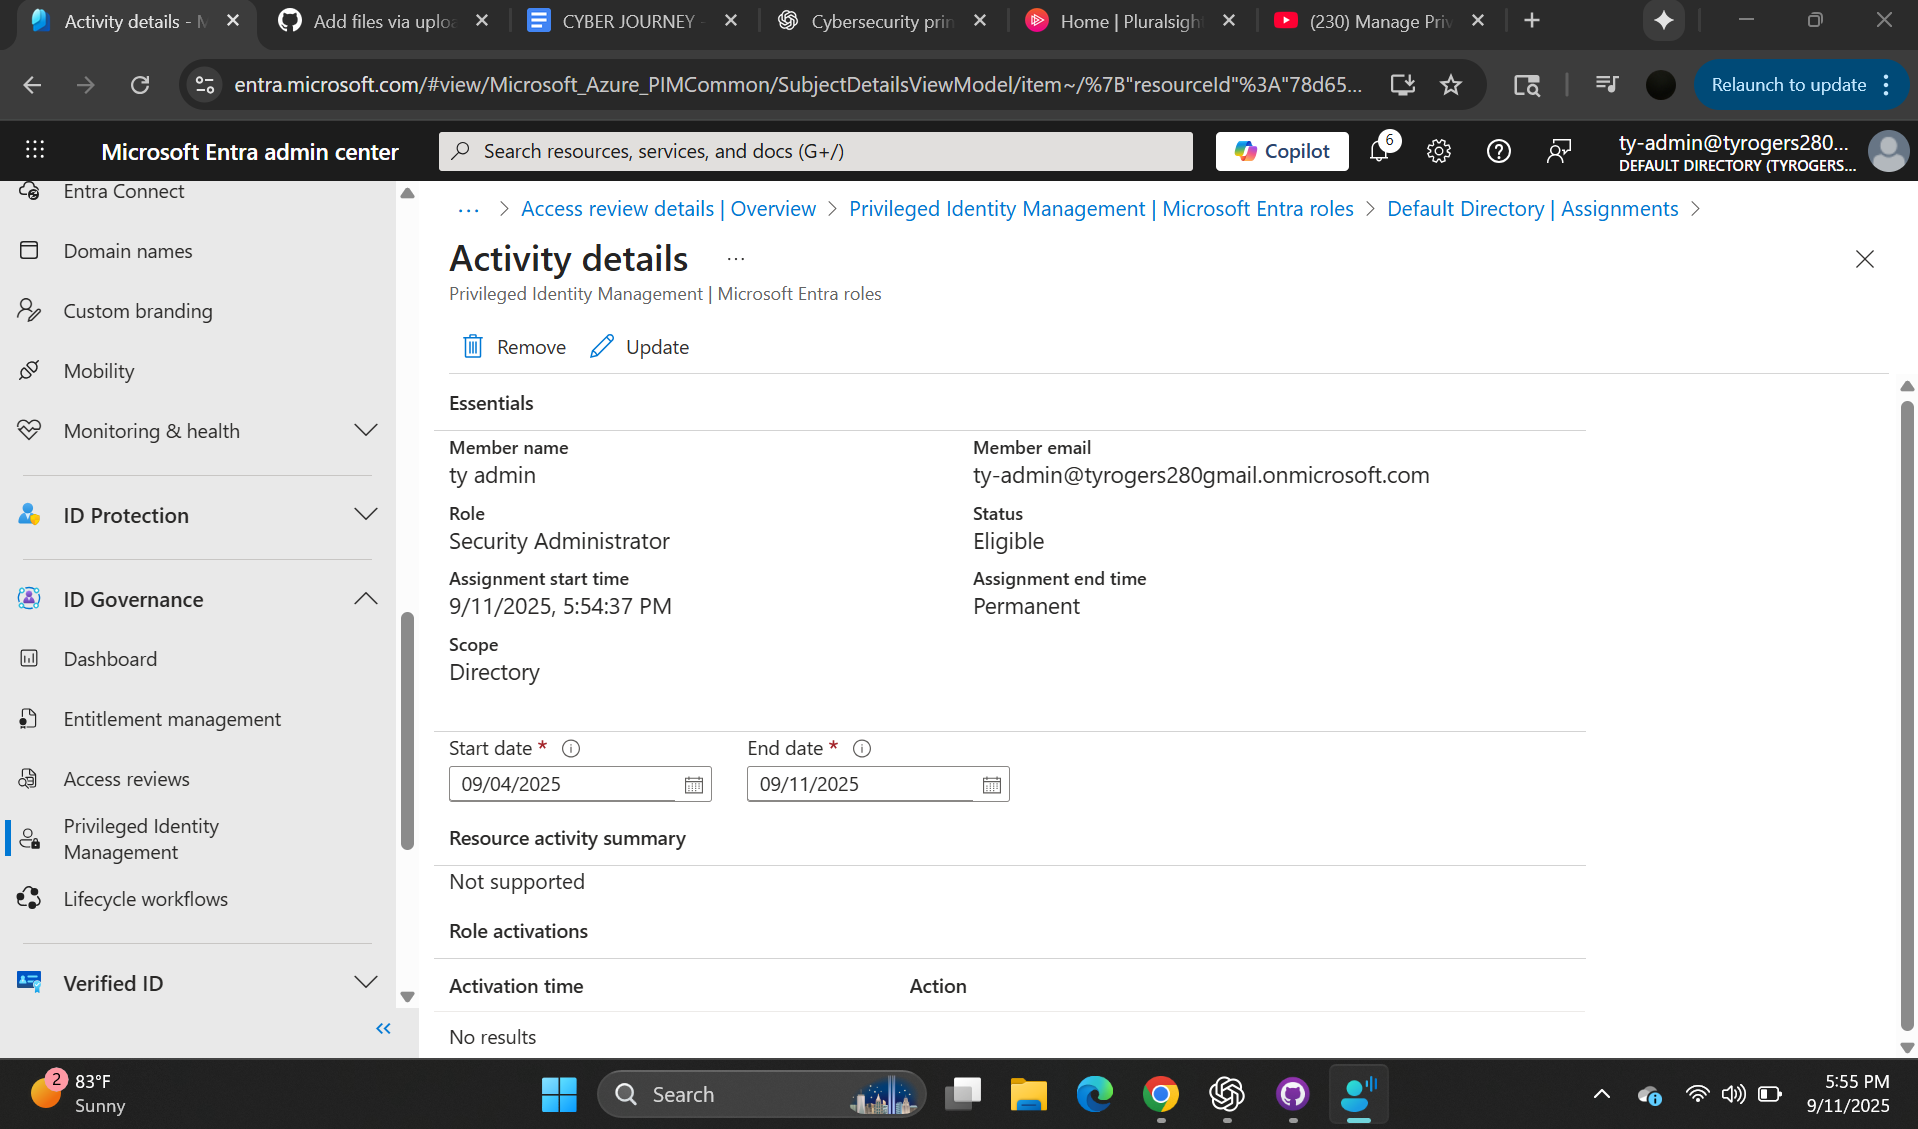 Activity details - M
Add files via uploa
CYBER JOURNEY -
Cybersecurity prin
Home | Pluralsight
(230) Manage Priv
entra.microsoft.com/#view/Microsoft_Azure_PIMCommon/SubjectDetailsViewModel/item~/%7B"resourceId"%3A"78d65...
Relaunch to update
Microsoft Entra admin center
Search resources, services, and docs (G+/)
Copilot
6
ty-admin@tyrogers280...
DEFAULT DIRECTORY (TYROGERS...
Entra Connect
Domain names
Custom branding
Mobility
Monitoring & health
ID Protection
ID Governance
Dashboard
Entitlement management
Access reviews
Privileged Identity
Management
Lifecycle workflows
Verified ID
... > Access review details | Overview > Privileged Identity Management | Microsoft Entra roles > Default Directory | Assignments >
Activity details ...
Privileged Identity Management | Microsoft Entra roles
Remove
Update
Essentials
Member name
ty admin
Member email
ty-admin@tyrogers280gmail.onmicrosoft.com
Role
Security Administrator
Status
Eligible
Assignment start time
9/11/2025, 5:54:37 PM
Assignment end time
Permanent
Scope
Directory
Start date *
End date *
09/04/2025
09/11/2025
Resource activity summary
Not supported
Role activations
Activation time
Action
No results
2
83°F
Sunny
Search
5:55 PM
9/11/2025